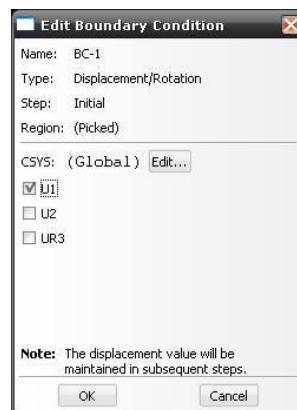 Edit Boundary Condition
Name: BC-1
Type: Displacement/Rotation
Step: Initial
Region: (Picked)
CSYS: (Global) Edit...
U1
U2
UR3
Note: The displacement value will be
maintained in subsequent steps.
OK Cancel